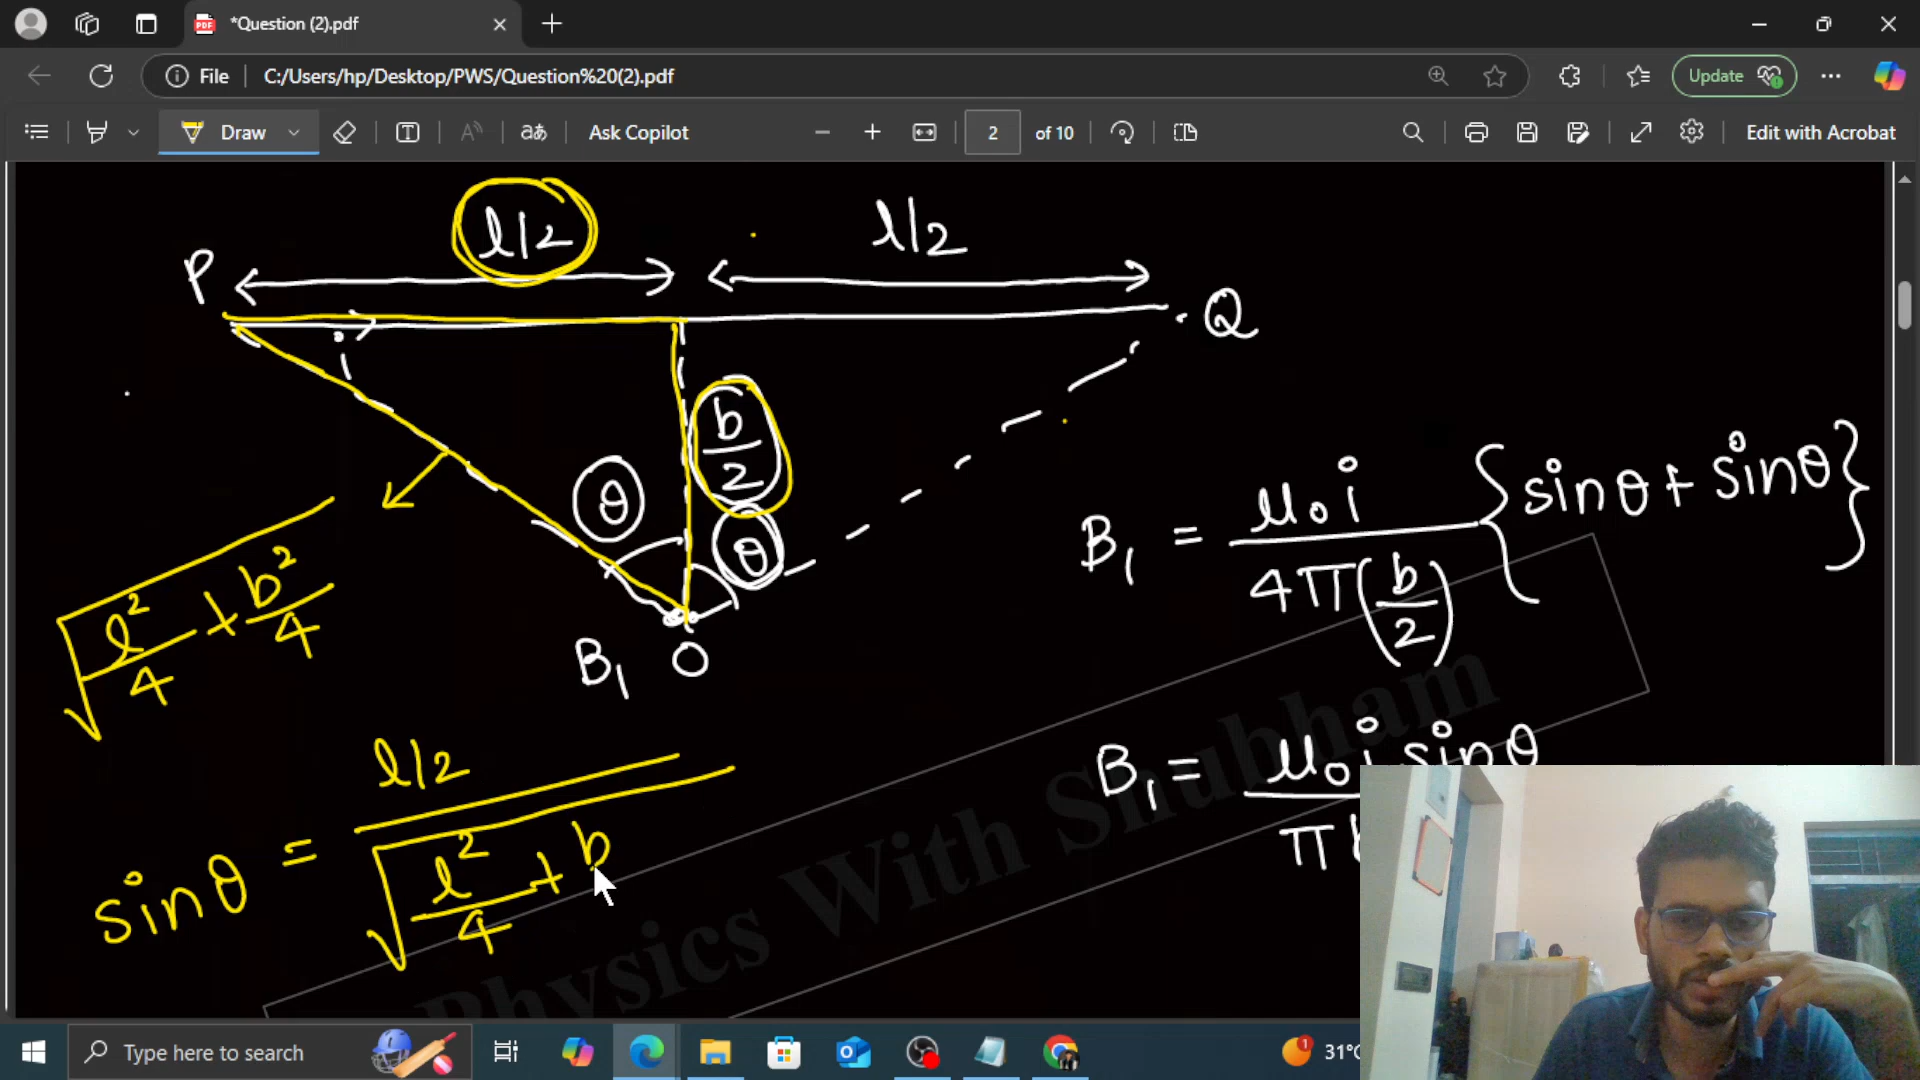 *Question (2).pdf
File C:/Users/hp/Desktop/PWS/Question%20(2).pdf Update
Draw Ask Copilot 2 of 10 Edit with Acrobat
l/2 l/2
P Q
i
b/2
θ θ
B₁ O
√(l²/4 + b²/4)
B₁ = μ₀i/4π(b/2) {sinθ + sinθ}
B₁ = μ₀i sinθ/π
sinθ = l/2 / √(l²/4 + b
Physics With Shubham
Type here to search 31°C